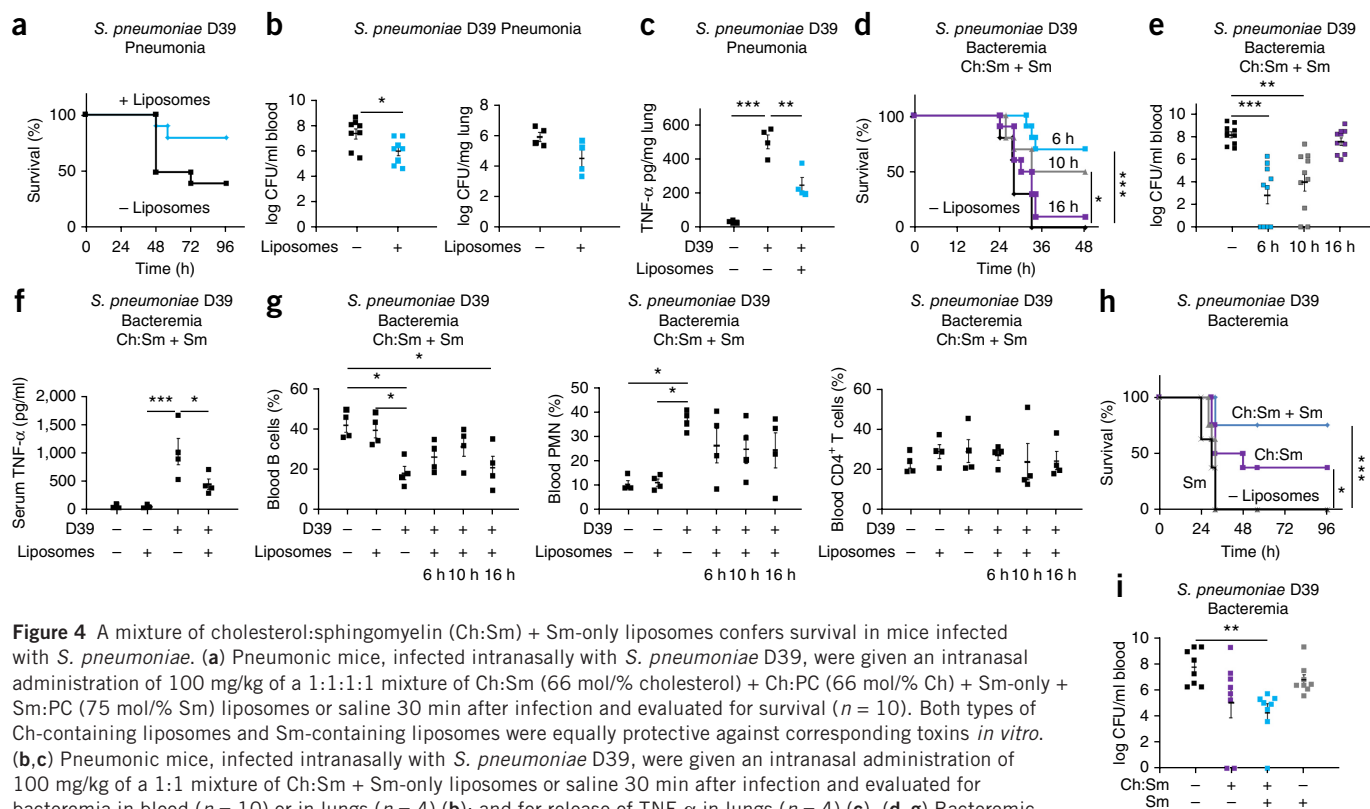 a
S. pneumoniae D39
Pneumonia
+ Liposomes
– Liposomes
Survival (%)
100
50
0
0 24 48 72 96
Time (h)
b
S. pneumoniae D39 Pneumonia
*
log CFU/ml blood
10
8
6
4
2
0
Liposomes – +
log CFU/mg lung
8
6
4
2
0
Liposomes – +
c
S. pneumoniae D39
Pneumonia
*** **
TNF-α pg/mg lung
600
400
200
0
D39 – + +
Liposomes – – +
d
S. pneumoniae D39
Bacteremia
Ch:Sm + Sm
Survival (%)
100
50
0
6 h
10 h
16 h
– Liposomes
*
***
0 12 24 36 48
Time (h)
e
S. pneumoniae D39
Bacteremia
Ch:Sm + Sm
**
***
log CFU/ml blood
10
8
6
4
2
0
– 6 h 10 h 16 h
f
S. pneumoniae D39
Bacteremia
Ch:Sm + Sm
*** *
Serum TNF-α (pg/ml)
2,000
1,500
1,000
500
0
D39 – – + +
Liposomes – + – +
g
S. pneumoniae D39
Bacteremia
Ch:Sm + Sm
*
*
*
Blood B cells (%)
60
40
20
0
D39 – – + + + +
Liposomes – + – + + +
6 h 10 h 16 h
S. pneumoniae D39
Bacteremia
Ch:Sm + Sm
*
*
Blood PMN (%)
50
40
30
20
10
0
D39 – – + + + +
Liposomes – + – + + +
6 h 10 h 16 h
S. pneumoniae D39
Bacteremia
Ch:Sm + Sm
Blood CD4+ T cells (%)
60
40
20
0
D39 – – + + + +
Liposomes – + – + + +
6 h 10 h 16 h
h
S. pneumoniae D39
Bacteremia
Survival (%)
100
50
0
Ch:Sm + Sm
Ch:Sm
Sm
– Liposomes
*
***
0 24 48 72 96
Time (h)
i
S. pneumoniae D39
Bacteremia
**
log CFU/ml blood
10
8
6
4
2
0
Ch:Sm – + + –
Sm – – + +
Figure 4 A mixture of cholesterol:sphingomyelin (Ch:Sm) + Sm-only liposomes confers survival in mice infected
with S. pneumoniae. (a) Pneumonic mice, infected intranasally with S. pneumoniae D39, were given an intranasal
administration of 100 mg/kg of a 1:1:1:1 mixture of Ch:Sm (66 mol/% cholesterol) + Ch:PC (66 mol/% Ch) + Sm-only +
Sm:PC (75 mol/% Sm) liposomes or saline 30 min after infection and evaluated for survival (n = 10). Both types of
Ch-containing liposomes and Sm-containing liposomes were equally protective against corresponding toxins in vitro.
(b,c) Pneumonic mice, infected intranasally with S. pneumoniae D39, were given an intranasal administration of
100 mg/kg of a 1:1 mixture of Ch:Sm + Sm-only liposomes or saline 30 min after infection and evaluated for
bacteremia in blood (n = 10) or in lungs (n = 4) (b); and for release of TNF-α in lungs (n = 4) (c). (d–g) Bacteremic